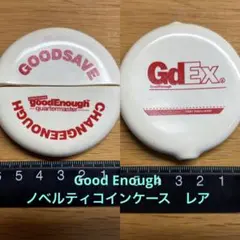 GOODSAVE
goodEnough
quartermaster
CHANGEENOUGH
GdEx
5 4 3 2 1
5 4 3 2 1
Good Enough
ノベルティコインケース　レア